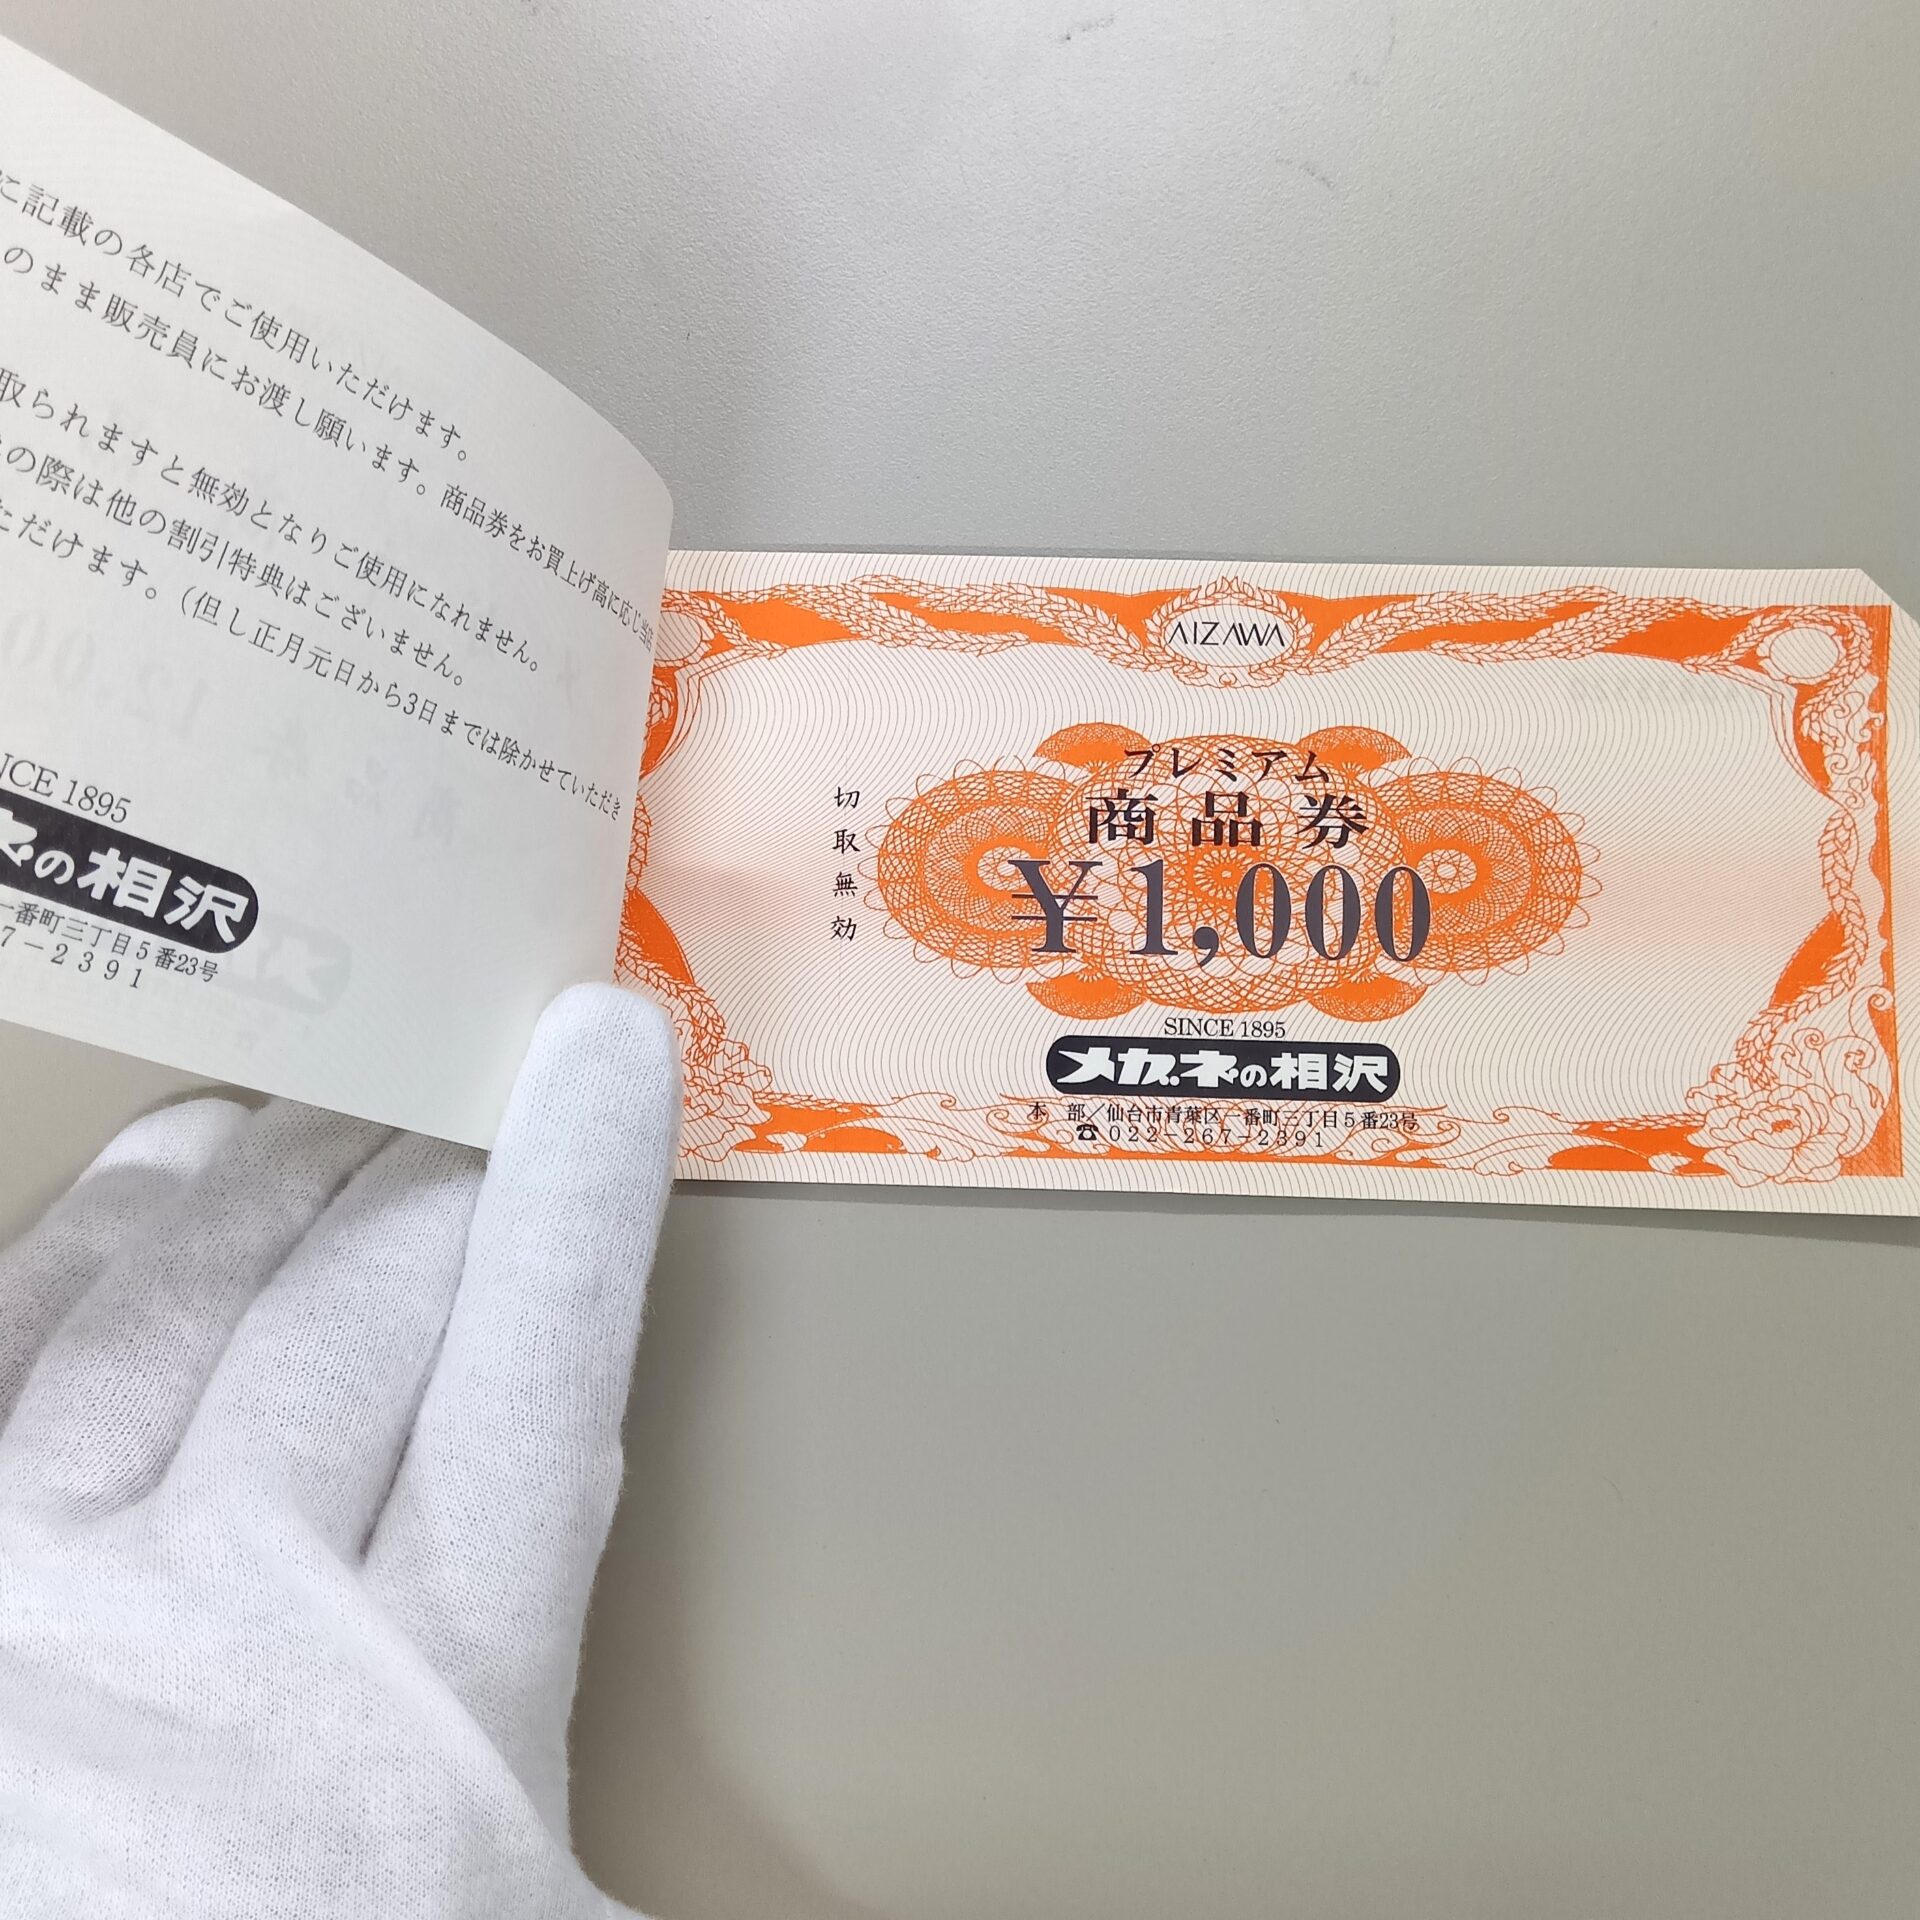 に記載の各店でご使用いただけます。
のまま販売員にお渡し願います。商品券をお買上げ高に応じ当店
取られますと無効となりご使用になれません。
の際は他の割引特典はございません。
ただけます。(但し正月元日から3日までは除かせていただき
NCE 1895
ネの相沢
一番町三丁目5番23号
7-2391
AIZAWA
プレミアム
商品券
¥1,000
切取無効
SINCE 1895
メガネの相沢
本 部/仙台市青葉区一番町三丁目5番23号
☎022-267-2391